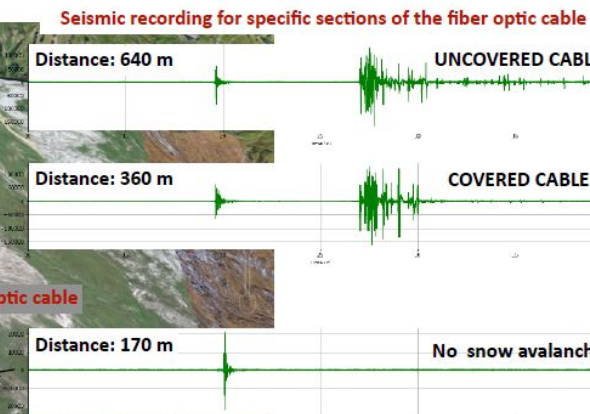 Seismic recording for specific sections of the fiber optic cable
Distance: 640 m
UNCOVERED CABL
Distance: 360 m
COVERED CABLE
ptic cable
Distance: 170 m
No snow avalanch